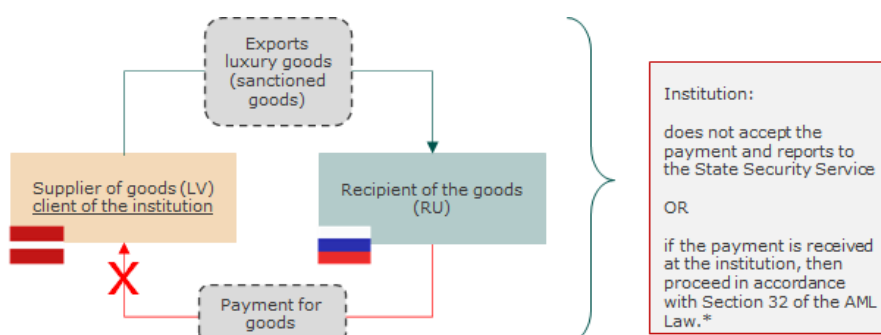 Exports
luxury goods
(sanctioned
goods)
Supplier of goods (LV)
client of the institution
Recipient of the goods
(RU)
X
Payment for
goods
Institution:
does not accept the
payment and reports to
the State Security Service
OR
if the payment is received
at the institution, then
proceed in accordance
with Section 32 of the AML
Law.*